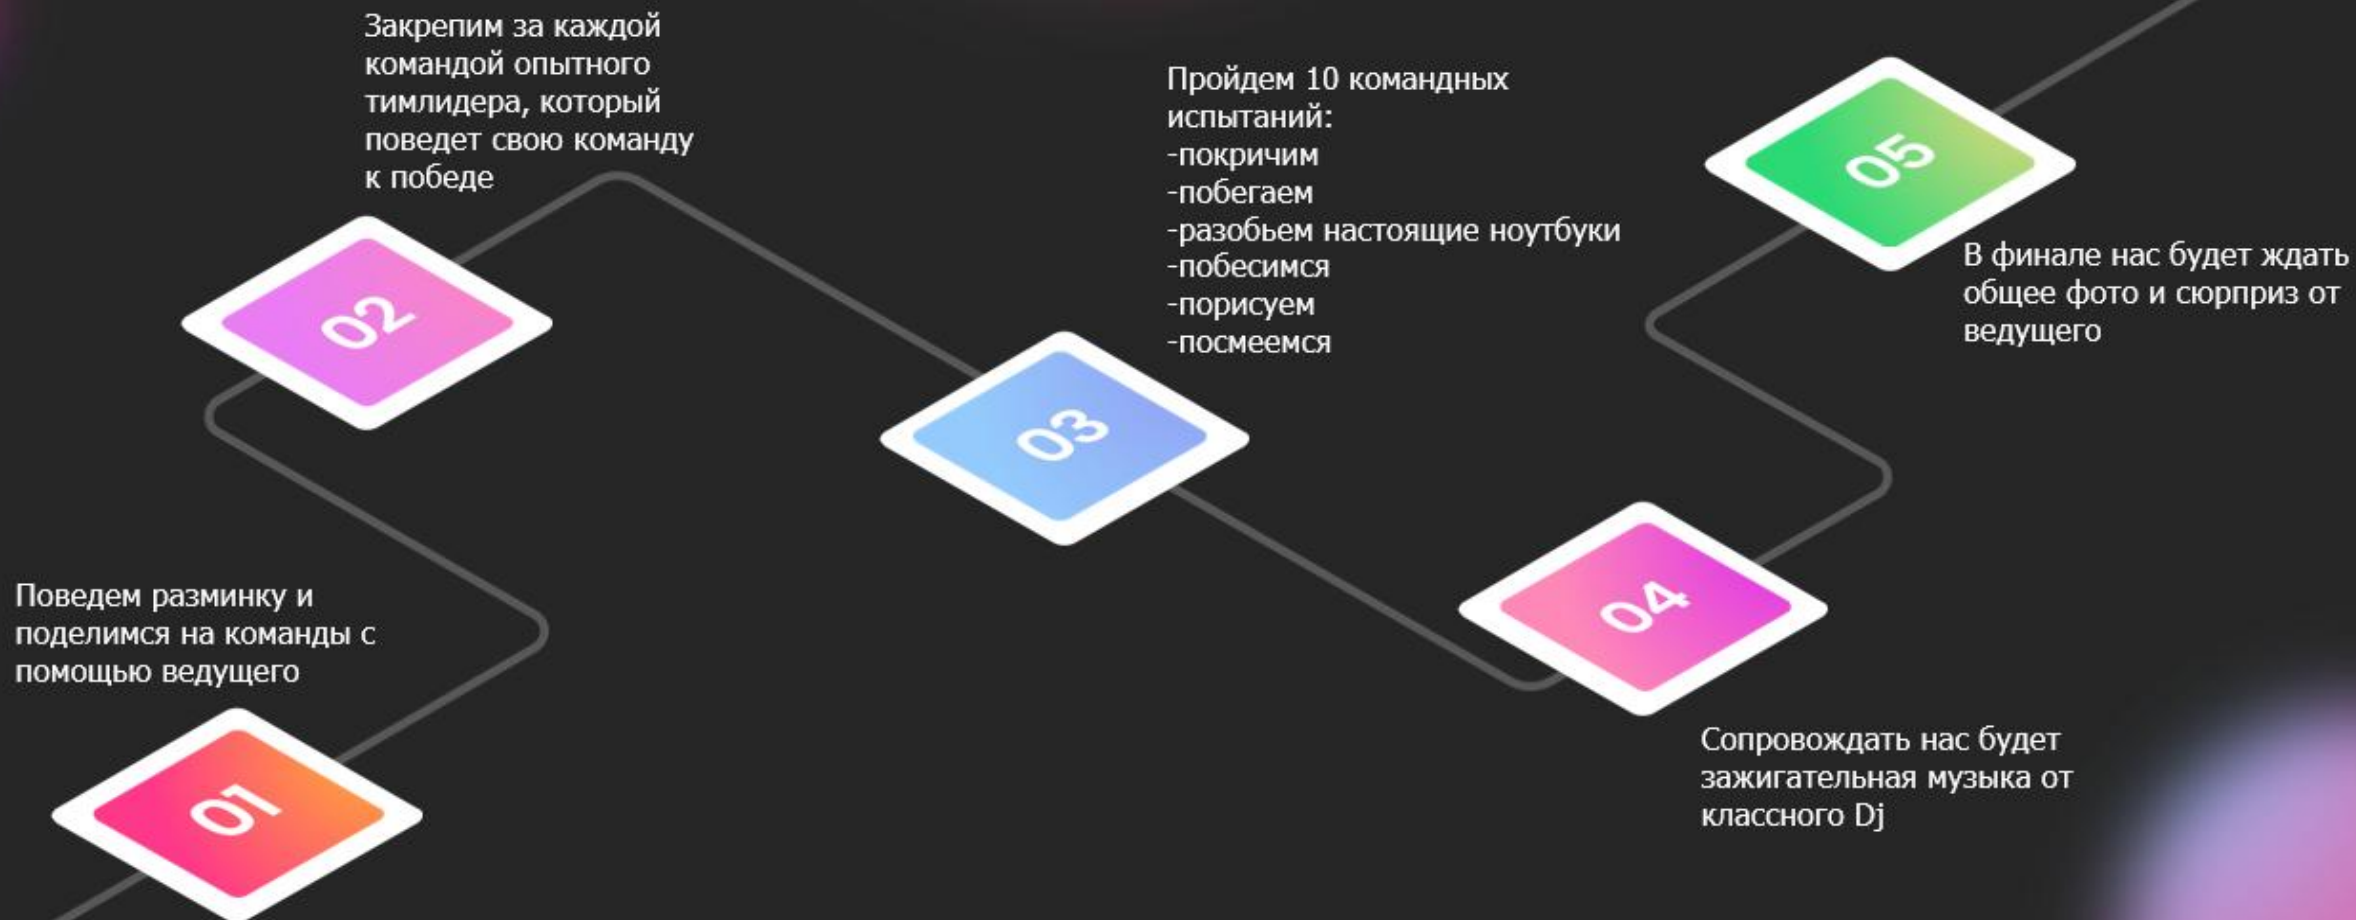 Поведем разминку и
поделимся на команды с
помощью ведущего
01
Закрепим за каждой
командой опытного
тимлидера, который
поведет свою команду
к победе
02
Пройдем 10 командных
испытаний:
-покричим
-побегаем
-разобьем настоящие ноутбуки
-побесимся
-порисуем
-посмеемся
03
04
Сопровождать нас будет
зажигательная музыка от
классного Dj
05
В финале нас будет ждать
общее фото и сюрприз от
ведущего